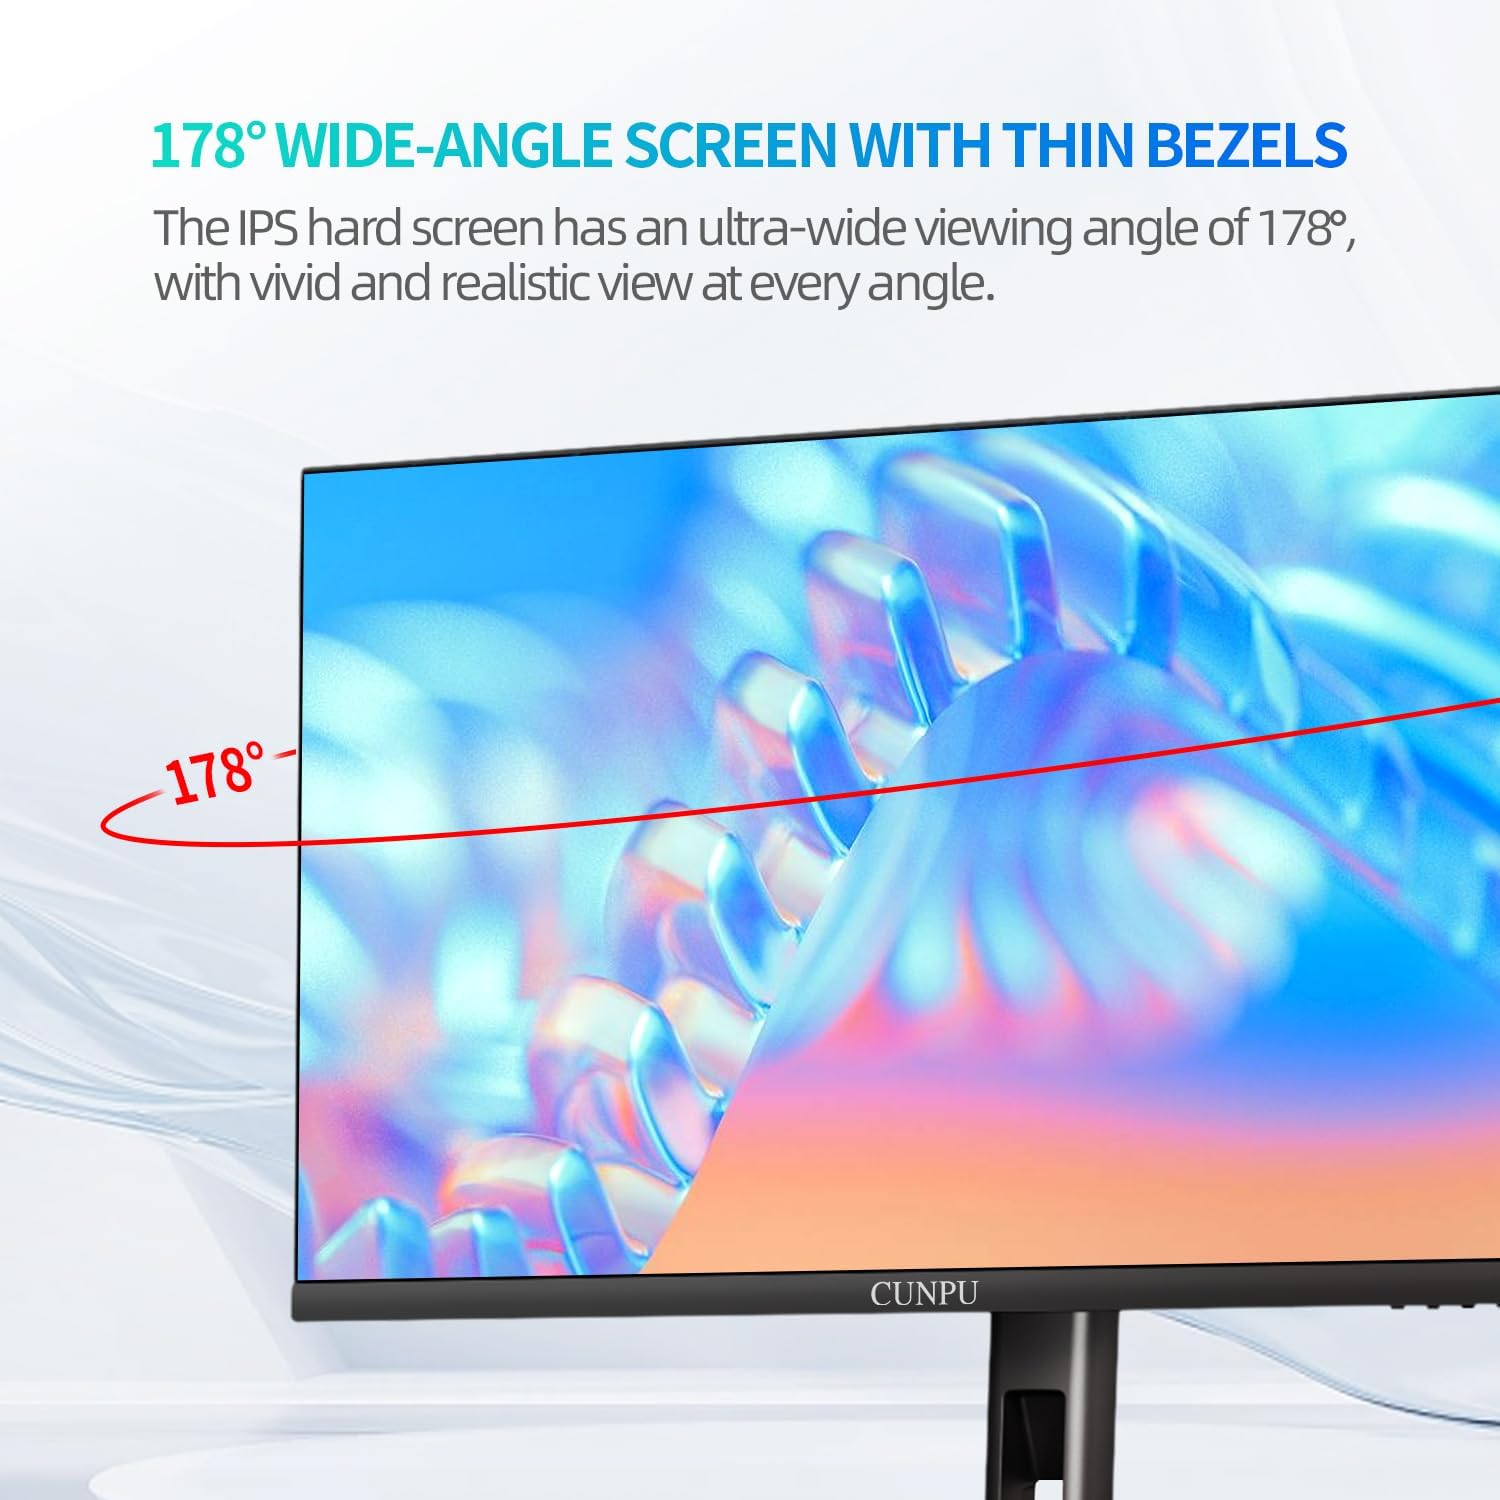 178° WIDE-ANGLE SCREEN WITH THIN BEZELS
The IPS hard screen has an ultra-wide viewing angle of 178°,
with vivid and realistic view at every angle.
178°
CUNPU